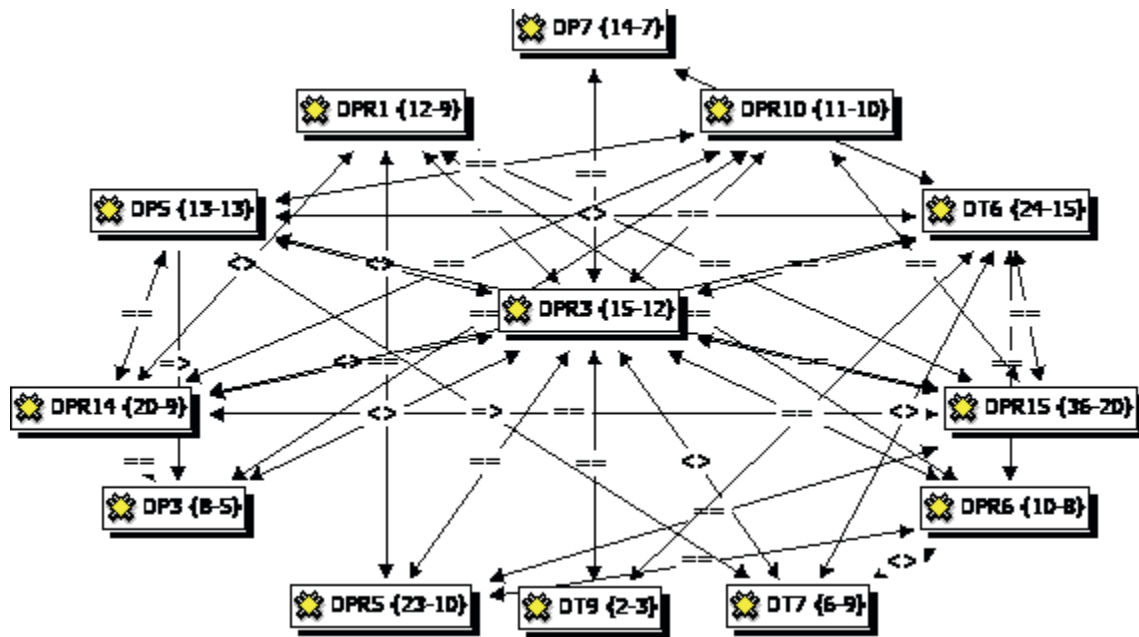 DP7 {14-7}
DPR1 {12-9}
DPR10 {11-10}
==
==
DP5 {13-13}
==
<>
==
DT6 {24-15}
<>
<>
==
==
==
==
DPR3 {15-12}
==
==
==
==
=>
<>
==
==
==
DPR14 {20-9}
<>
=>
==
==
<>
DPR15 {36-20}
==
==
==
<>
DP3 {8-5}
==
DPR6 {10-8}
==
<>
DPR5 {23-10}
DT9 {2-3}
DT7 {6-9}